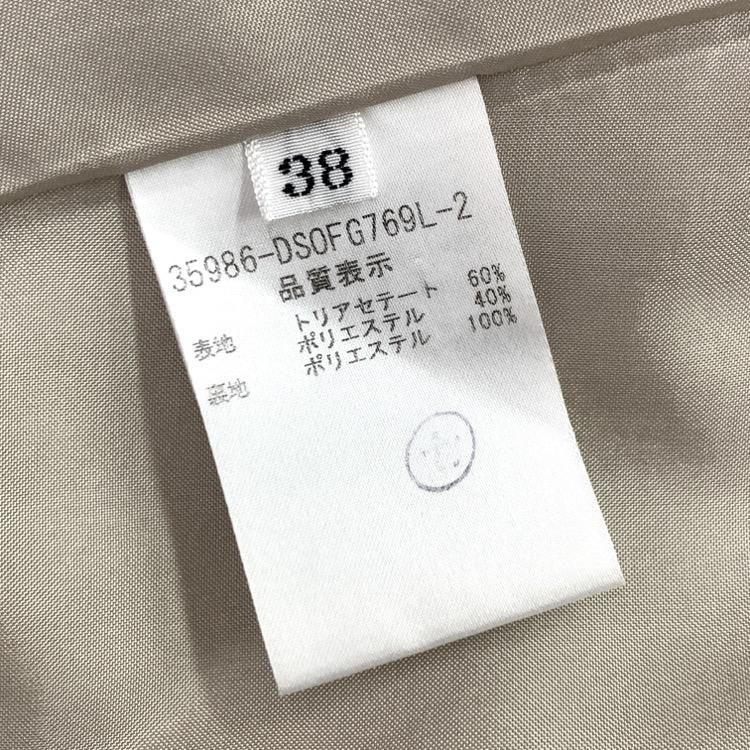 38
35986-DSOFG769L-2
品質表示
表地 トリアセテート 60%
ポリエステル 40%
裏地 ポリエステル 100%